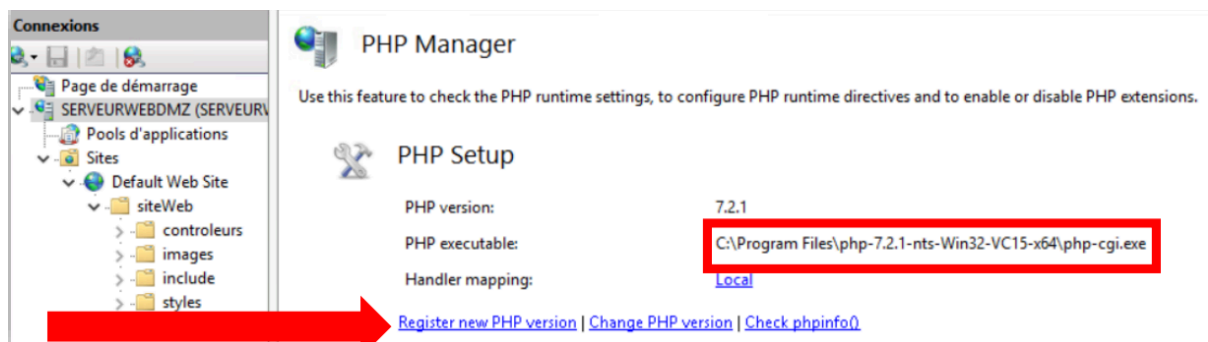 Connexions
Page de démarrage
SERVEURWEBDMZ (SERVEURW
Pools d'applications
Sites
Default Web Site
siteWeb
controleurs
images
include
styles
PHP Manager
Use this feature to check the PHP runtime settings, to configure PHP runtime directives and to enable or disable PHP extensions.
PHP Setup
PHP version: 7.2.1
PHP executable: C:\Program Files\php-7.2.1-nts-Win32-VC15-x64\php-cgi.exe
Handler mapping: Local
Register new PHP version | Change PHP version | Check phpinfo()